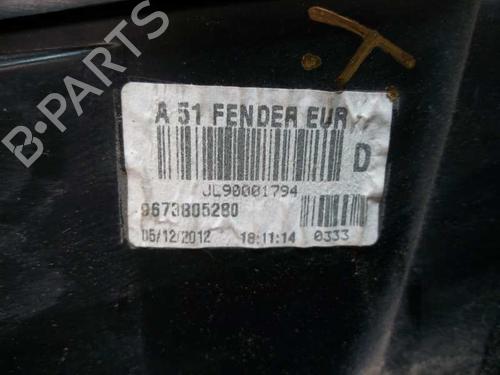 B-PARTS
A 51 FENDER EUR
D
JL90001794
9673805280
05/12/2012 18:11:14 0333